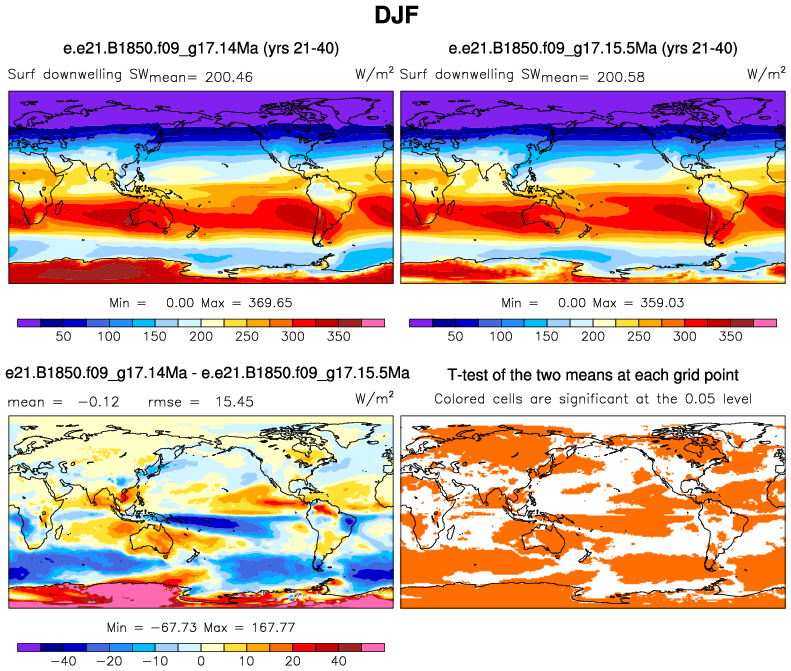 DJF
e.e21.B1850.f09_g17.14Ma (yrs 21-40)
e.e21.B1850.f09_g17.15.5Ma (yrs 21-40)
Surf downwelling SW mean= 200.46 W/m²
Surf downwelling SW mean= 200.58 W/m²
Min = 0.00 Max = 369.65
Min = 0.00 Max = 359.03
50 100 150 200 250 300 350
50 100 150 200 250 300 350
e21.B1850.f09_g17.14Ma - e.e21.B1850.f09_g17.15.5Ma
T-test of the two means at each grid point
mean = −0.12 rmse = 15.45 W/m²
Colored cells are significant at the 0.05 level
Min = −67.73 Max = 167.77
−40 −20 −10 0 10 20 40